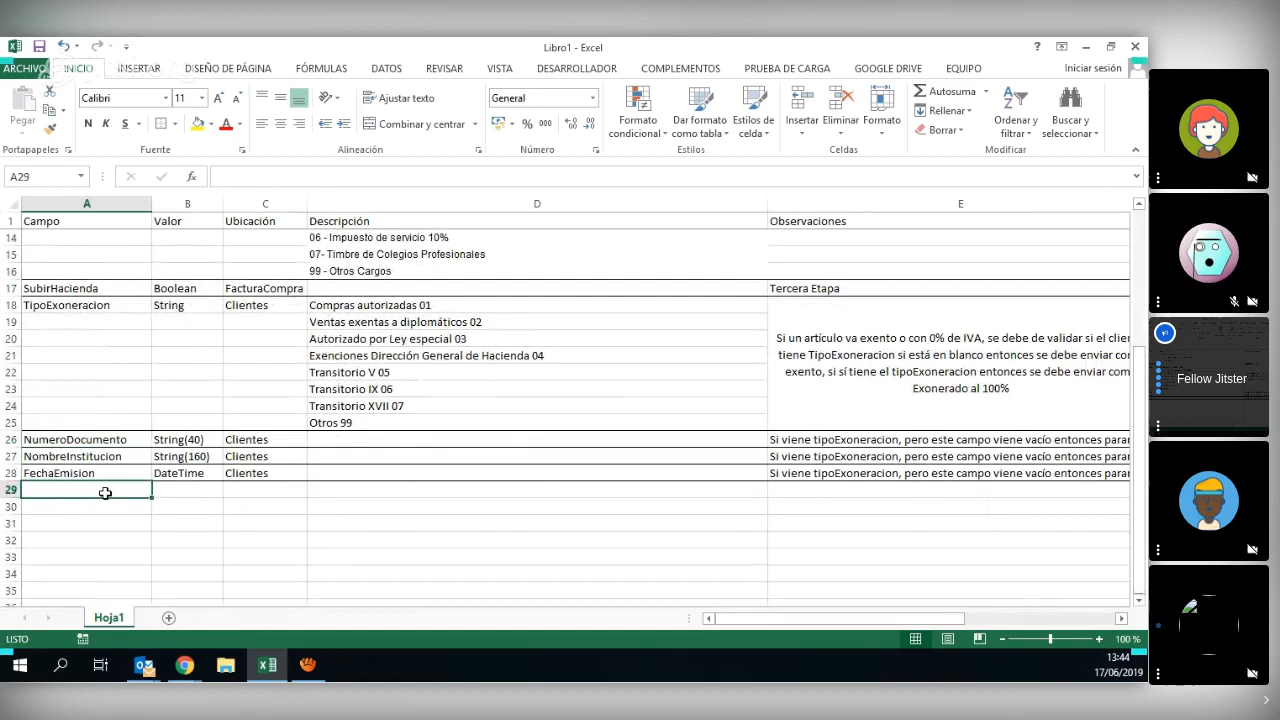 Libro1 - Excel
ARCHIVO INICIO INSERTAR DISEÑO DE PÁGINA FÓRMULAS DATOS REVISAR VISTA DESARROLLADOR COMPLEMENTO PRUEBA DE CARGA GOOGLE DRIVE EQUIPO Iniciar sesión
Pegar
Calibri 11
N K S
Ajustar texto
Combinar y centrar
General
% 000
Formato condicional
Dar formato como tabla
Estilos de celda
Insertar
Eliminar
Formato
Autosuma
Rellenar
Borrar
Ordenar y filtrar
Buscar y seleccionar
Portapapeles Fuente Alineación Número Estilos Celdas Modificar
A29 fx
A B C D E
1 Campo Valor Ubicación Descripción Observaciones
14 06 - Impuesto de servicio 10%
15 07- Timbre de Colegios Profesionales
16 99 - Otros Cargos
17 SubirHacienda Boolean FacturaCompra Tercera Etapa
18 TipoExoneracion String Clientes Compras autorizadas 01
19 Ventas exentas a diplomáticos 02
20 Autorizado por Ley especial 03
21 Exenciones Dirección General de Hacienda 04
22 Transitorio V 05
23 Transitorio IX 06
24 Transitorio XVII 07
25 Otros 99
Si un artículo va exento o con 0% de IVA, se debe de validar si el clien
tiene TipoExoneracion si está en blanco entonces se debe enviar con
exento, si sí tiene el tipoExoneracion entonces se debe enviar com
Exonerado al 100%
26 NumeroDocumento String(40) Clientes Si viene tipoExoneracion, pero este campo viene vacío entonces parar
27 NombreInstitucion String(160) Clientes Si viene tipoExoneracion, pero este campo viene vacío entonces parar
28 FechaEmision DateTime Clientes Si viene tipoExoneracion, pero este campo viene vacío entonces parar
29
30
31
32
33
34
35
Hoja1
LISTO 100 %
13:44
17/06/2019
Fellow Jitster